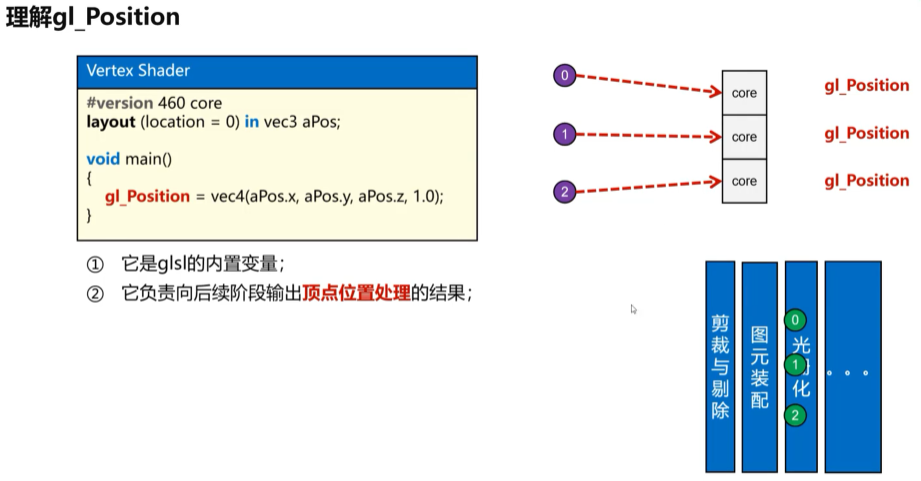 理解gl_Position
Vertex Shader
#version 460 core
layout (location = 0) in vec3 aPos;
void main()
{
gl_Position = vec4(aPos.x, aPos.y, aPos.z, 1.0);
}
① 它是glsl的内置变量；
② 它负责向后续阶段输出顶点位置处理的结果；
0
core
gl_Position
1
core
gl_Position
2
core
gl_Position
剪裁与剔除
图元装配
光 化
0
1
2
。。。